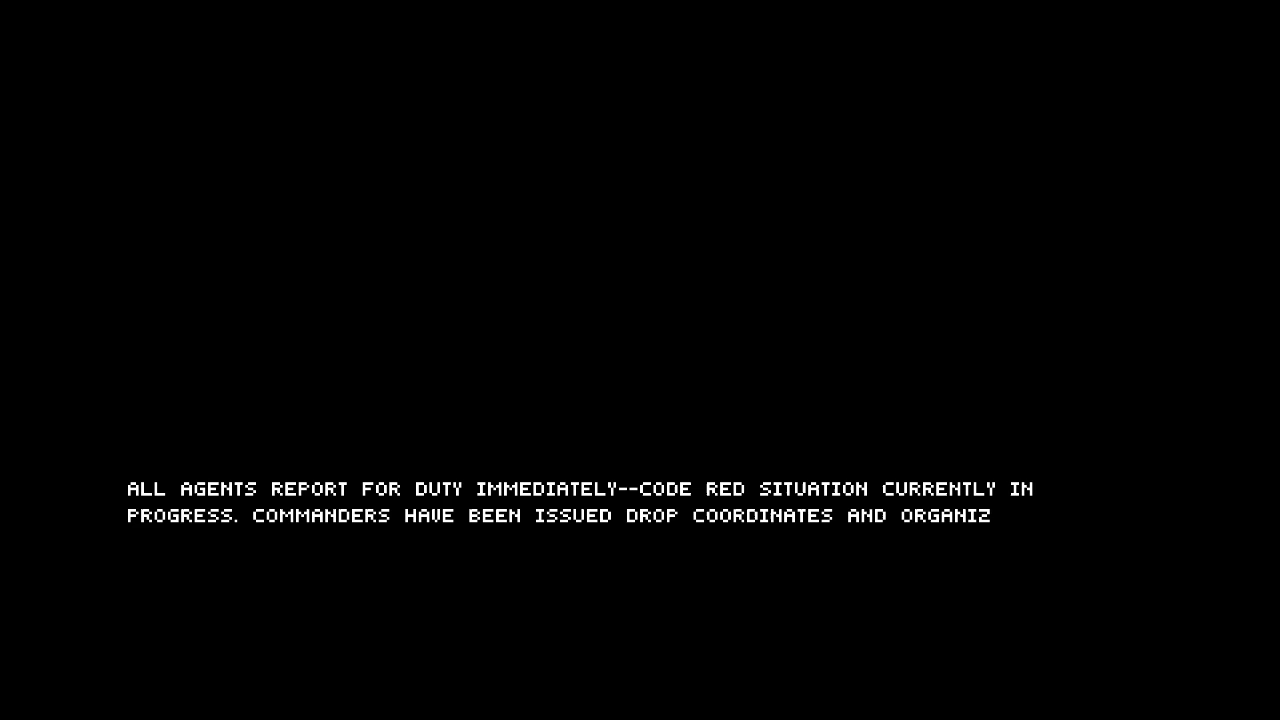 ALL AGENTS REPORT FOR DUTY IMMEDIATELY--CODE RED SITUATION CURRENTLY IN
PROGRESS. COMMANDERS HAVE BEEN ISSUED DROP COORDINATES AND ORGANIZ